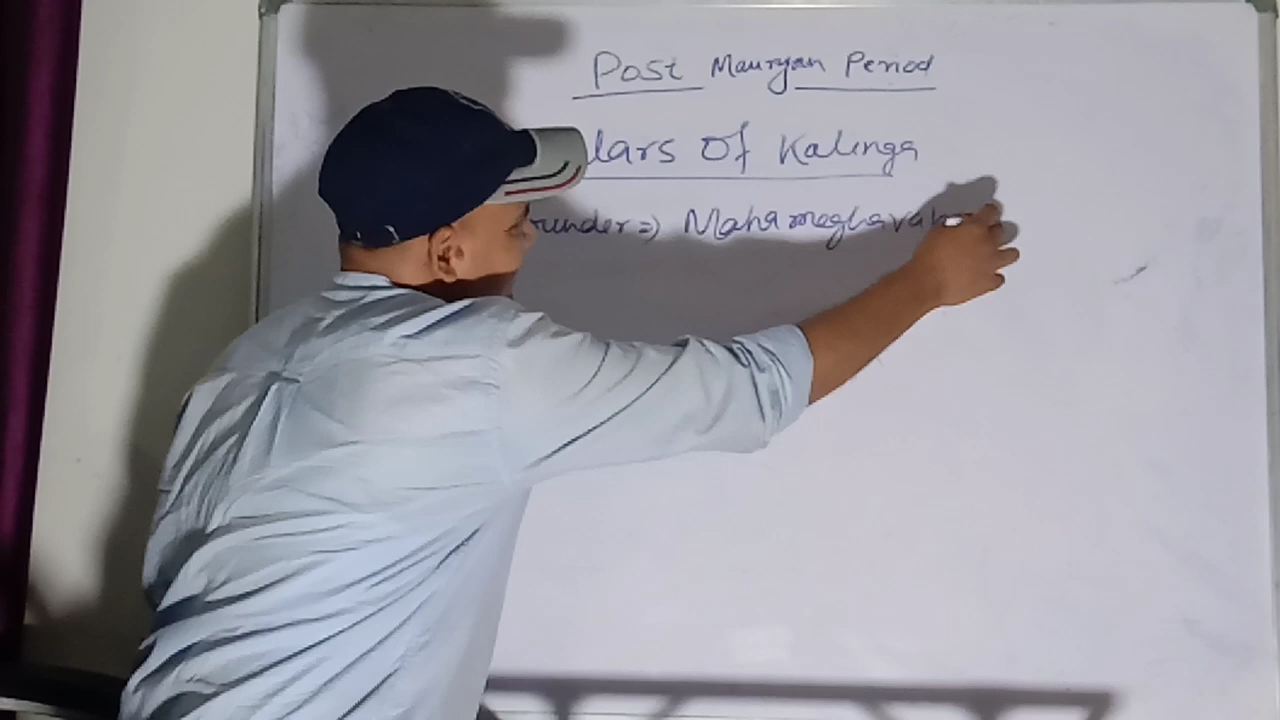 Post Mauryan Period
lars Of Kalinga
under => Mahameghavah